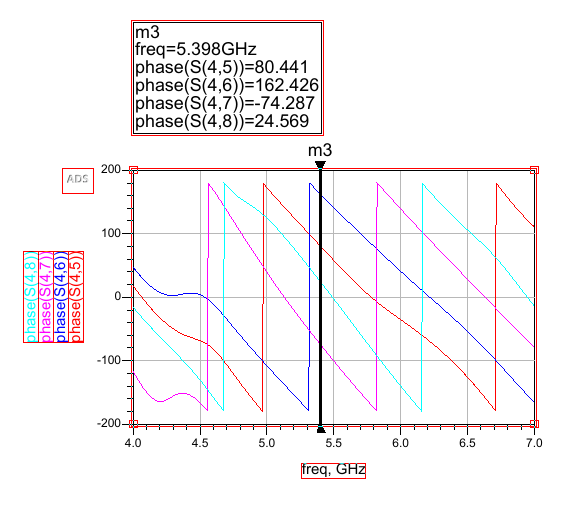 m3
freq=5.398GHz
phase(S(4,5))=80.441
phase(S(4,6))=162.426
phase(S(4,7))=-74.287
phase(S(4,8))=24.569
m3
ADS
200
100
0
-100
-200
4.0 4.5 5.0 5.5 6.0 6.5 7.0
freq, GHz
phase(S(4,8))
phase(S(4,7))
phase(S(4,6))
phase(S(4,5))